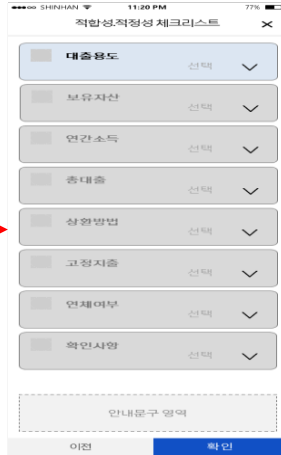 SHINHAN 11:20 PM 77%
적합성.적정성 체크리스트 ×
대출용도 선택
보유자산 선택
연간소득 선택
총대출 선택
상환방법 선택
고정지출 선택
연체여부 선택
확인사항 선택
안내문구 영역
이전 확인